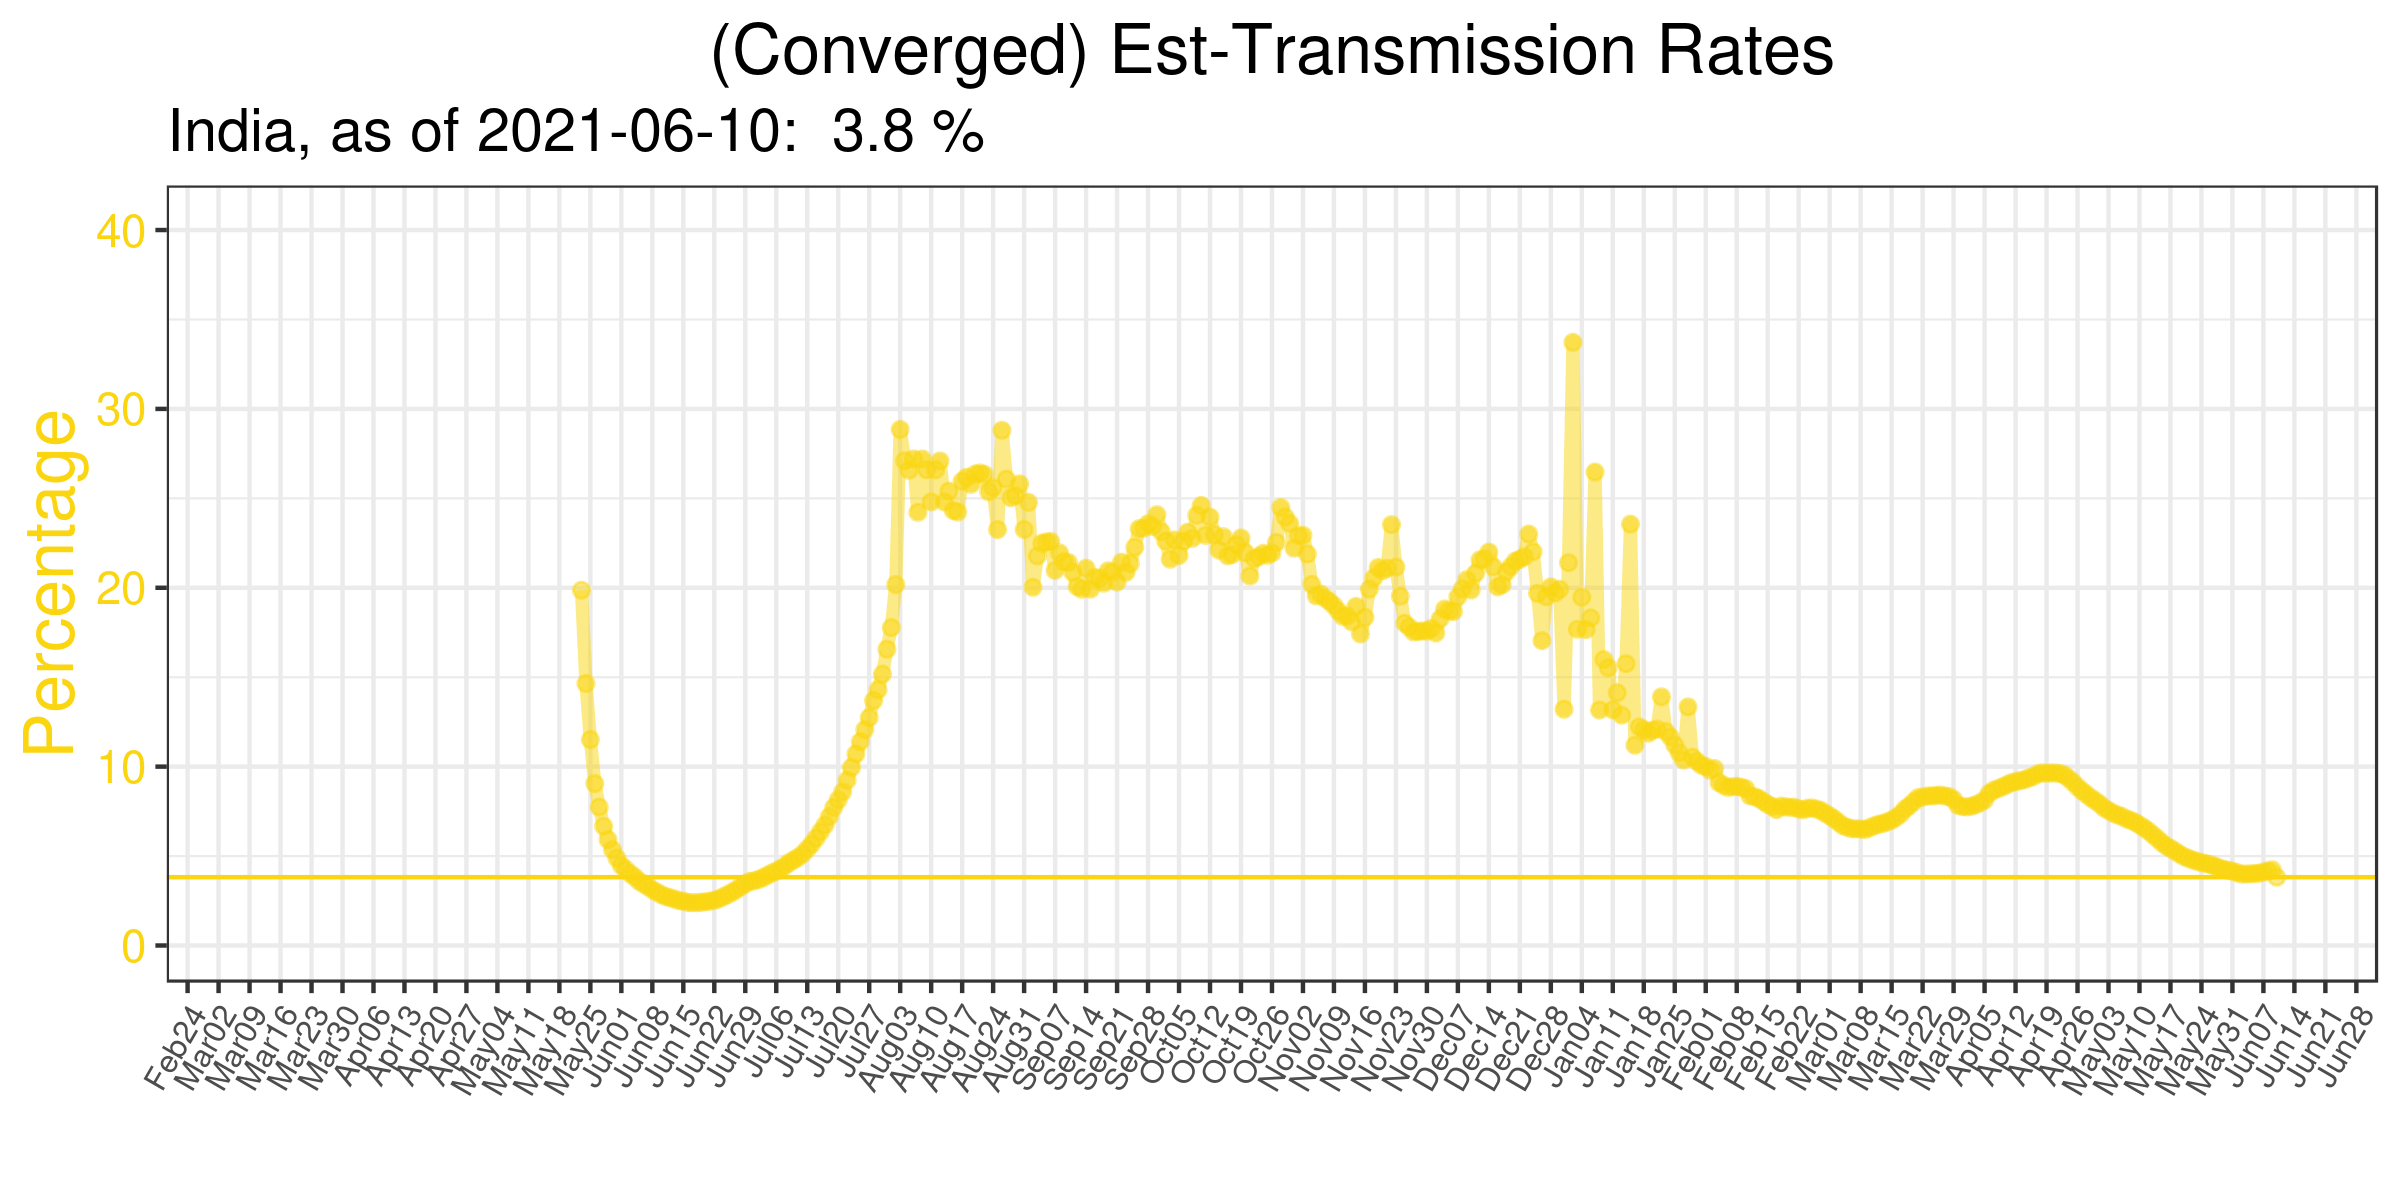 (Converged) Est-Transmission Rates
India, as of 2021-06-10:  3.8 %
Percentage
40
30
20
10
0
Feb24
Mar02
Mar09
Mar16
Mar23
Mar30
Apr06
Apr13
Apr20
Apr27
May04
May11
May18
May25
Jun01
Jun08
Jun15
Jun22
Jun29
Jul06
Jul13
Jul20
Jul27
Aug03
Aug10
Aug17
Aug24
Aug31
Sep07
Sep14
Sep21
Sep28
Oct05
Oct12
Oct19
Oct26
Nov02
Nov09
Nov16
Nov23
Nov30
Dec07
Dec14
Dec21
Dec28
Jan04
Jan11
Jan18
Jan25
Feb01
Feb08
Feb15
Feb22
Mar01
Mar08
Mar15
Mar22
Mar29
Apr05
Apr12
Apr19
Apr26
May03
May10
May17
May24
May31
Jun07
Jun14
Jun21
Jun28